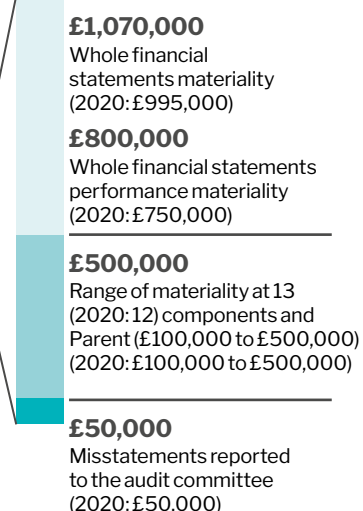 £1,070,000
Whole financial
statements materiality
(2020: £995,000)
£800,000
Whole financial statements
performance materiality
(2020: £750,000)
£500,000
Range of materiality at 13
(2020: 12) components and
Parent (£100,000 to £500,000)
(2020: £100,000 to £500,000)
£50,000
Misstatements reported
to the audit committee
(2020: £50,000)